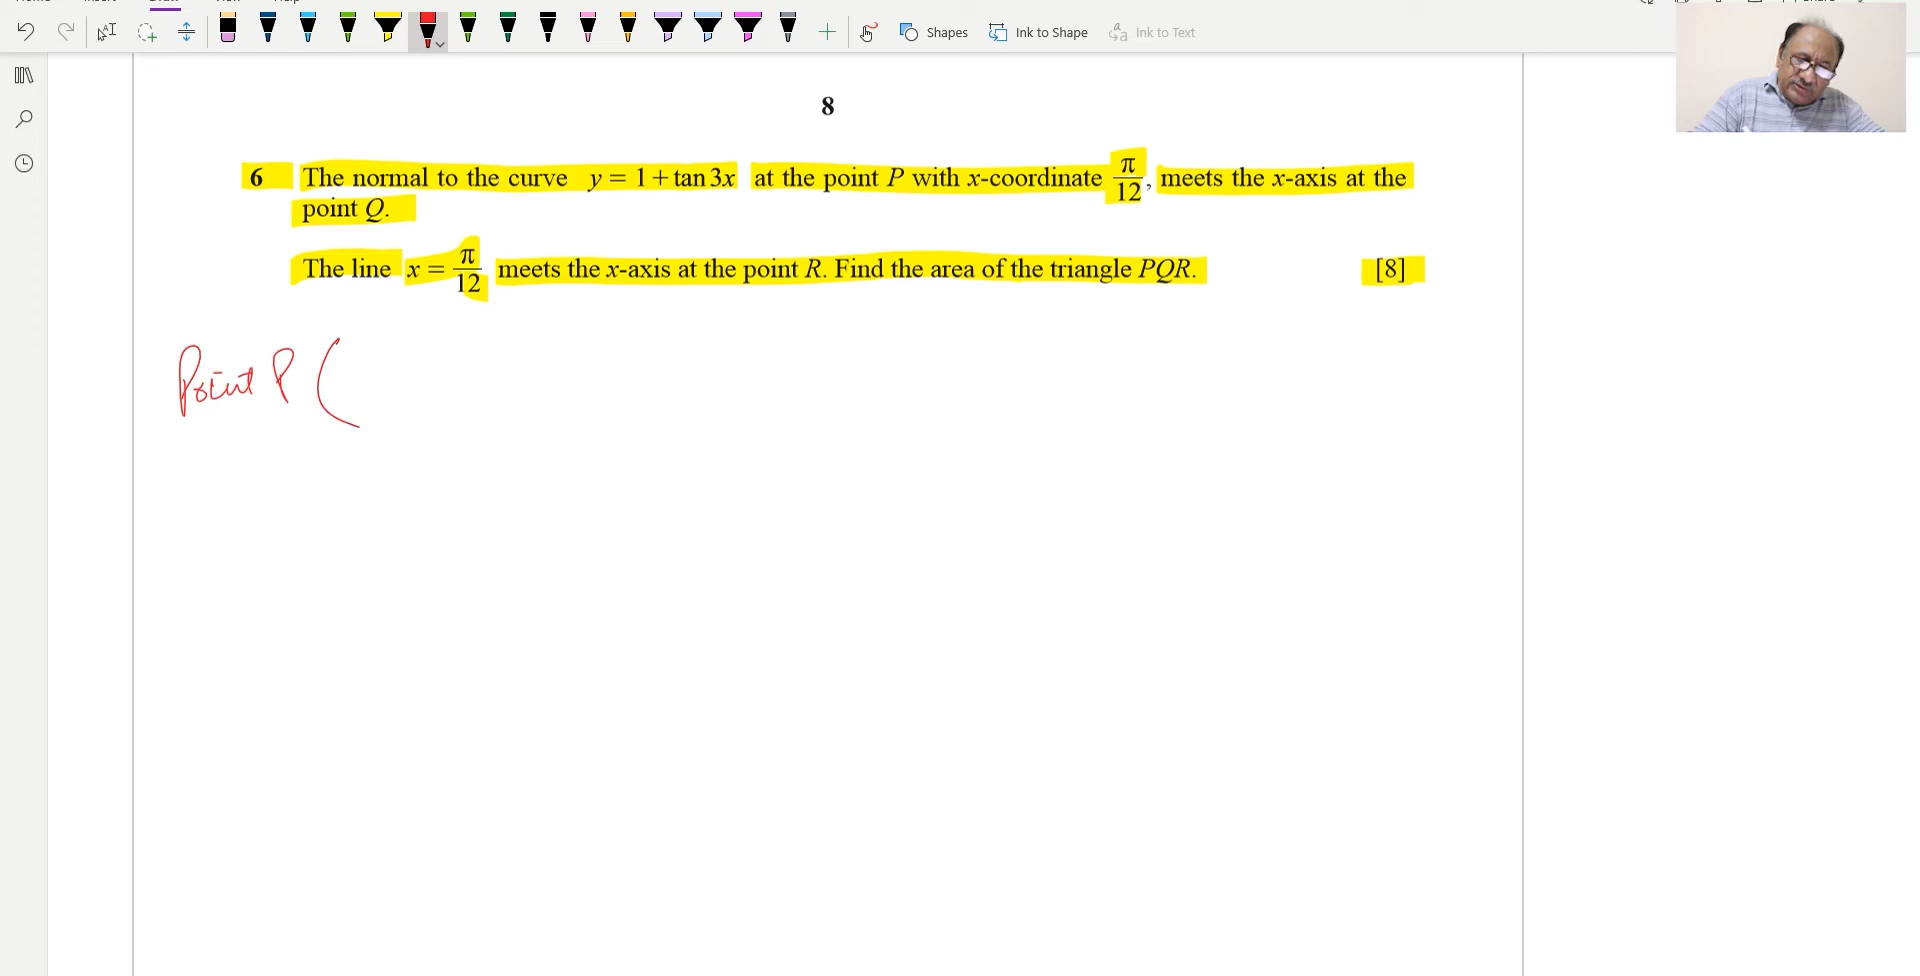 Shapes
Ink to Shape
Ink to Text
8
6 The normal to the curve y = 1 + tan 3x at the point P with x-coordinate π/12, meets the x-axis at the
point Q.
The line x = π/12 meets the x-axis at the point R. Find the area of the triangle PQR. [8]
Point P (